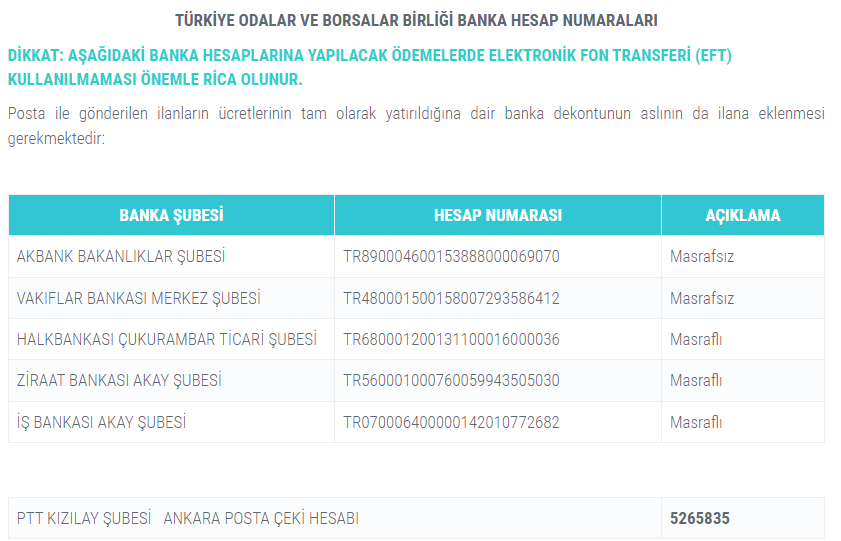 TÜRKİYE ODALAR VE BORSALAR BİRLİĞİ BANKA HESAP NUMARALARI
DİKKAT: AŞAĞIDAKİ BANKA HESAPLARINA YAPILACAK ÖDEMELERDE ELEKTRONİK FON TRANSFERİ (EFT)
KULLANILMAMASI ÖNEMLE RİCA OLUNUR.
Posta ile gönderilen ilanların ücretlerinin tam olarak yatırıldığına dair banka dekontunun aslının da ilana eklenmesi
gerekmektedir:
BANKA ŞUBESİ HESAP NUMARASI AÇIKLAMA
AKBANK BAKANLIKLAR ŞUBESİ TR890004600153888000069070 Masrafsız
VAKIFLAR BANKASI MERKEZ ŞUBESİ TR480001500158007293586412 Masrafsız
HALKBANKASI ÇUKURAMBAR TİCARİ ŞUBESİ TR680001200131100016000036 Masraflı
ZİRAAT BANKASI AKAY ŞUBESİ TR560001000760059943505030 Masraflı
İŞ BANKASI AKAY ŞUBESİ TR070006400000142010772682 Masraflı
PTT KIZILAY ŞUBESİ ANKARA POSTA ÇEKİ HESABI 5265835